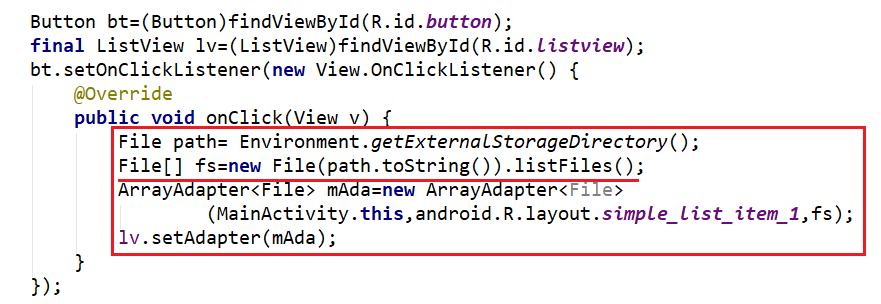 Button bt=(Button)findViewById(R.id.button);
final ListView lv=(ListView)findViewById(R.id.listview);
bt.setOnClickListener(new View.OnClickListener() {
@Override
public void onClick(View v) {
File path= Environment.getExternalStorageDirectory();
File[] fs=new File(path.toString()).listFiles();
ArrayAdapter<File> mAda=new ArrayAdapter<File>
(MainActivity.this,android.R.layout.simple_list_item_1,fs);
lv.setAdapter(mAda);
}
});